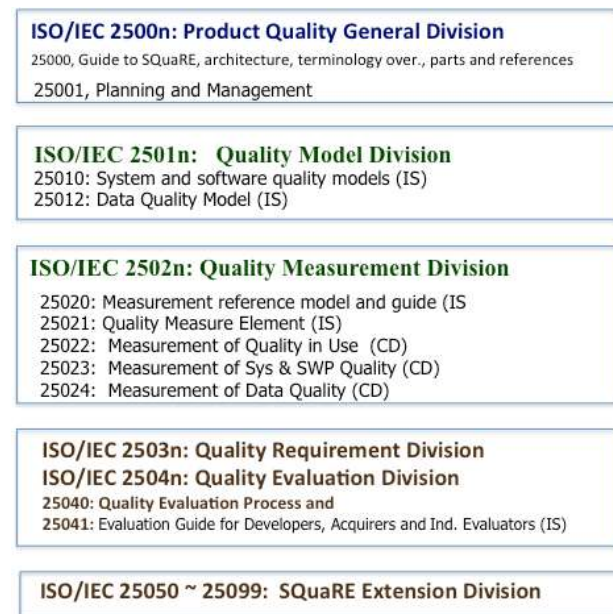 ISO/IEC 2500n: Product Quality General Division
25000, Guide to SQuaRE, architecture, terminology over., parts and references
25001, Planning and Management
ISO/IEC 2501n: Quality Model Division
25010: System and software quality models (IS)
25012: Data Quality Model (IS)
ISO/IEC 2502n: Quality Measurement Division
25020: Measurement reference model and guide (IS
25021: Quality Measure Element (IS)
25022: Measurement of Quality in Use (CD)
25023: Measurement of Sys & SWP Quality (CD)
25024: Measurement of Data Quality (CD)
ISO/IEC 2503n: Quality Requirement Division
ISO/IEC 2504n: Quality Evaluation Division
25040: Quality Evaluation Process and
25041: Evaluation Guide for Developers, Acquirers and Ind. Evaluators (IS)
ISO/IEC 25050 ~ 25099: SQuaRE Extension Division